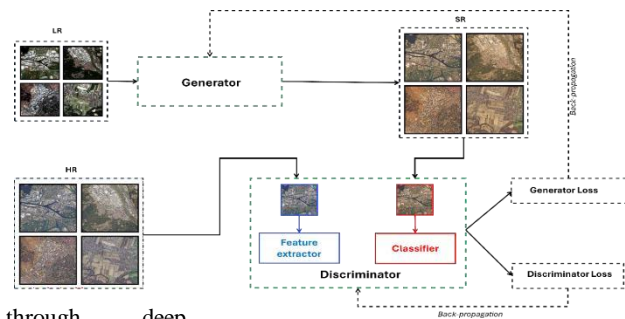 LR
SR
Generator
Back-propagation
HR
Generator Loss
Feature
extractor
Classifier
Discriminator
Discriminator Loss
Back-propagation
through deep